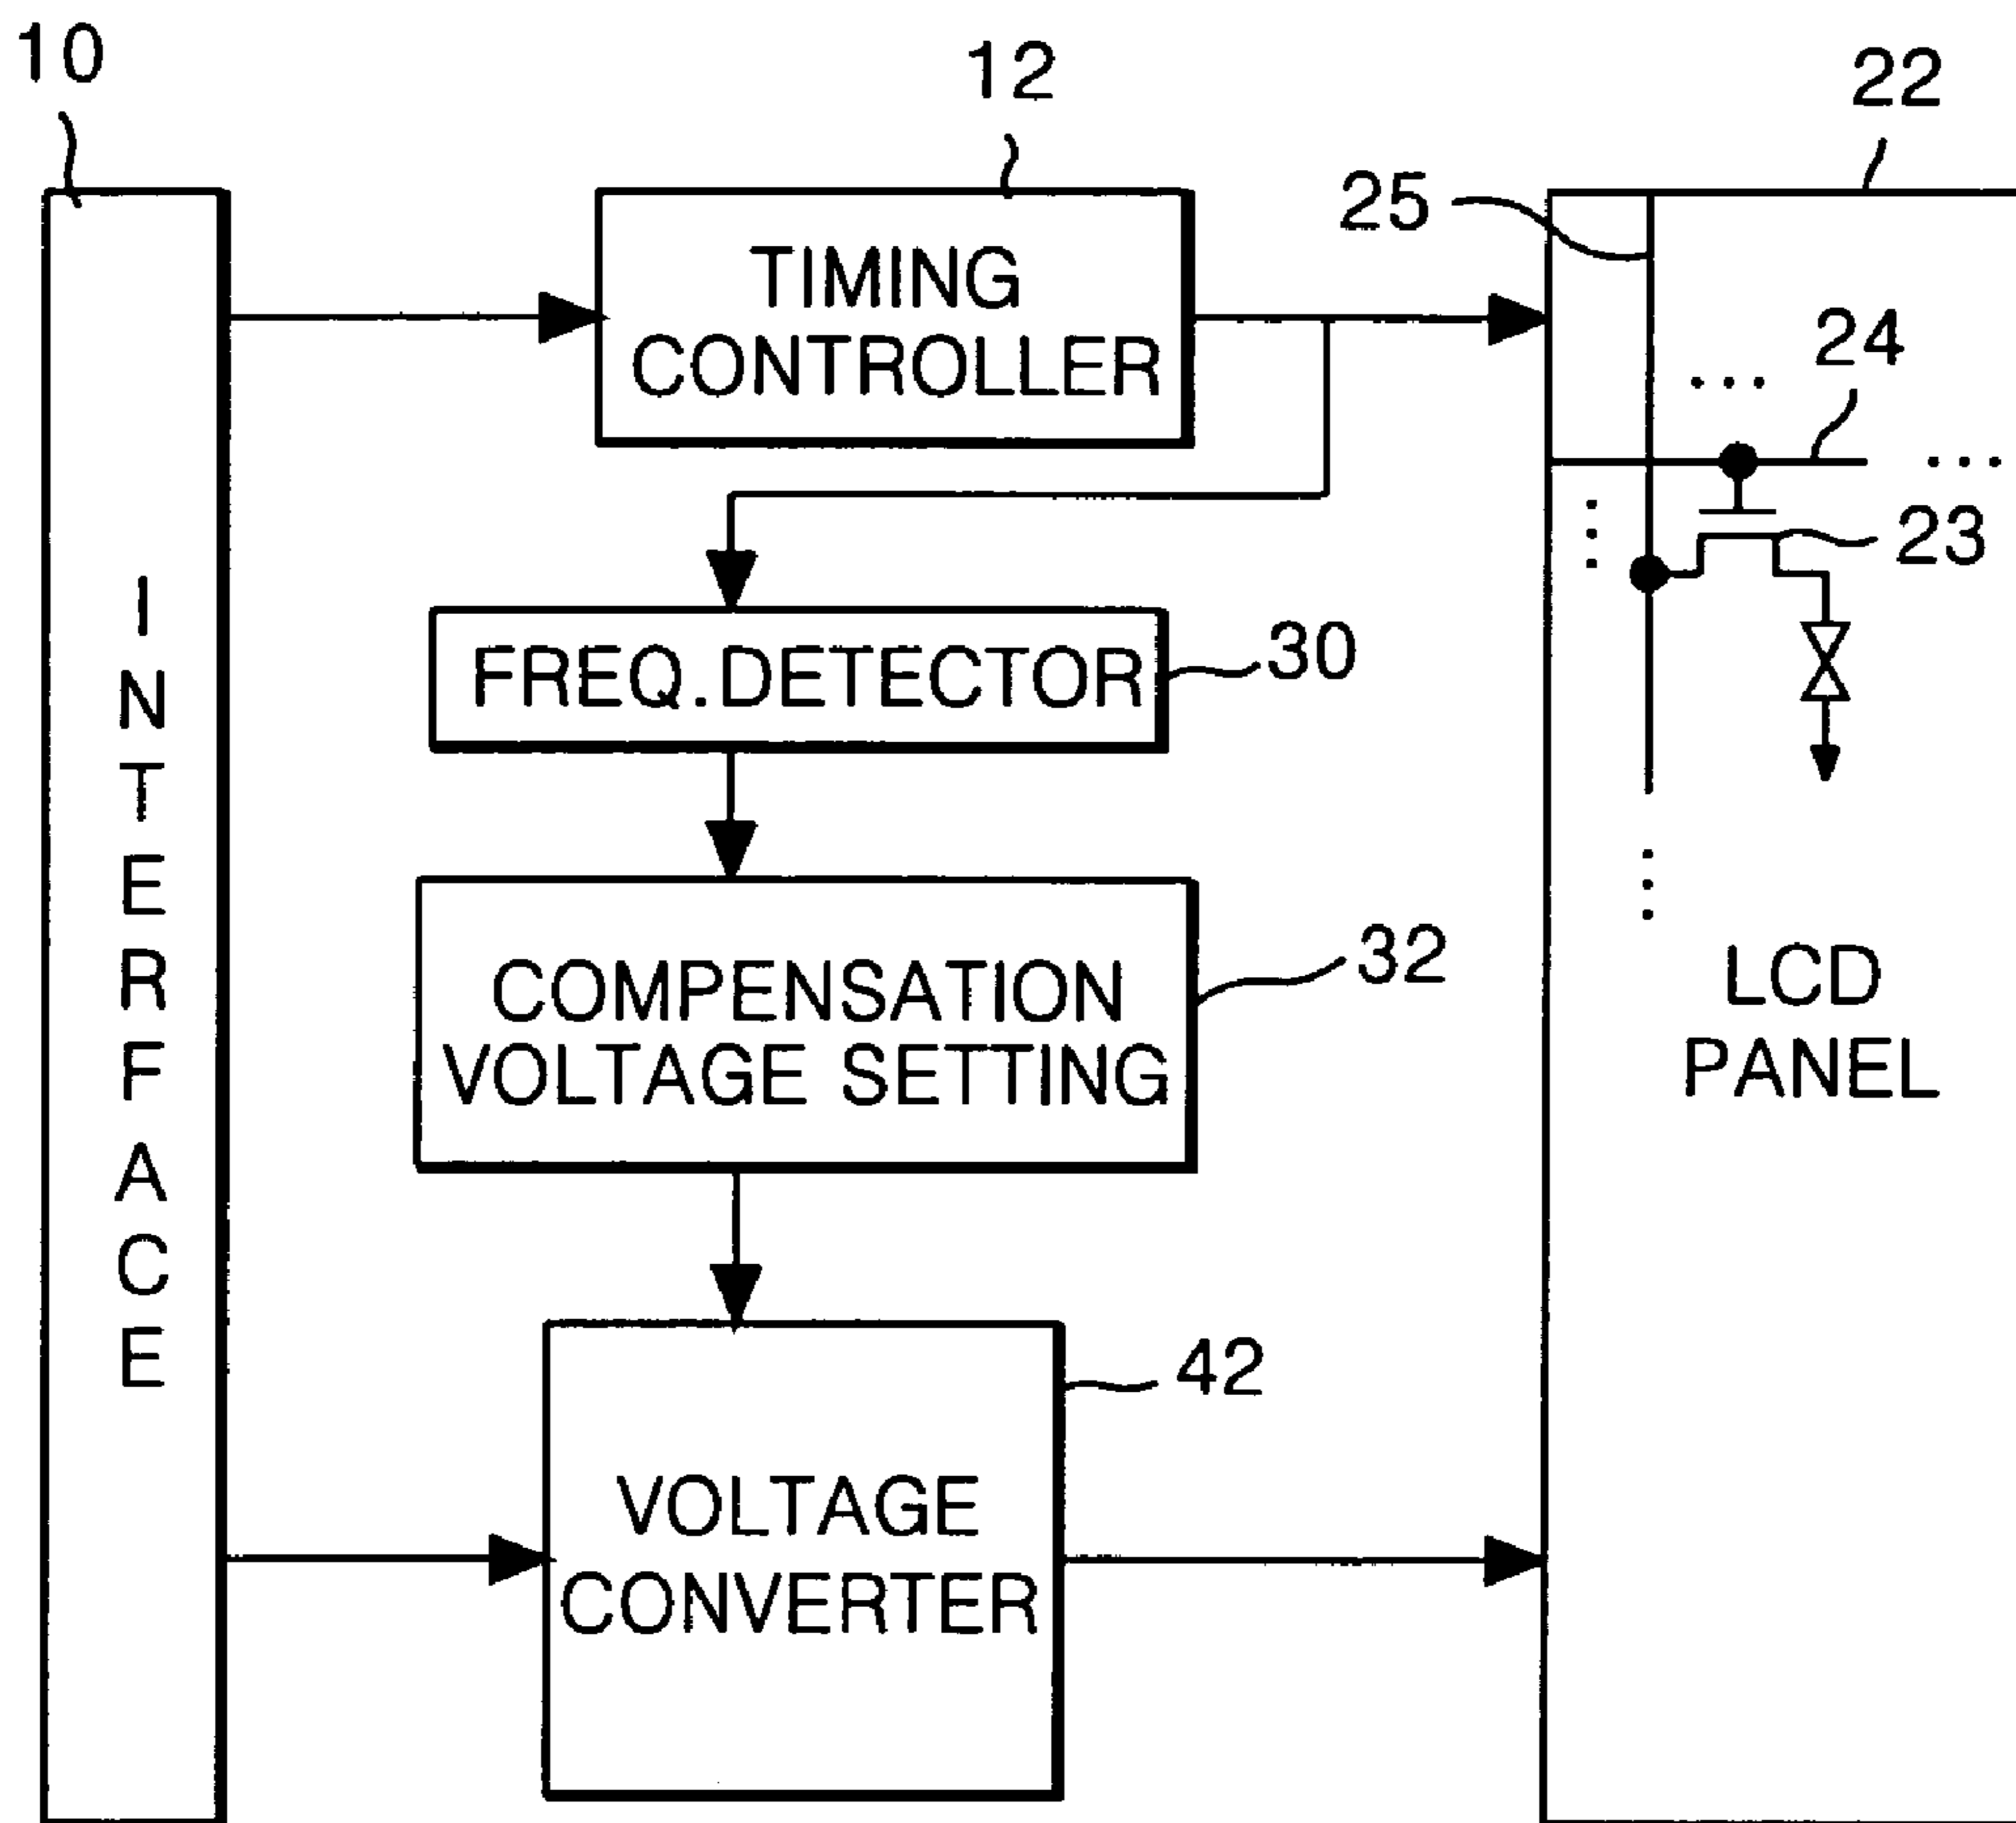 10
12
22
25
TIMING
CONTROLLER
24
...
...
23
FREQ.DETECTOR
30
INTERFACE
COMPENSATION
VOLTAGE SETTING
32
LCD
PANEL
42
VOLTAGE
CONVERTER